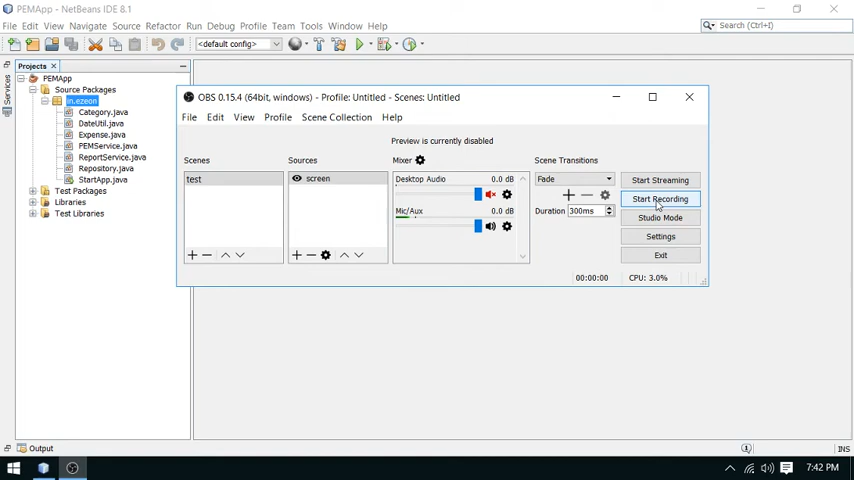 PEMApp - NetBeans IDE 8.1
File Edit View Navigate Source Refactor Run Debug Profile Team Tools Window Help
Search (Ctrl+I)
<default config>
Projects
Services
PEMApp
Source Packages
in.ezeon
Category.java
DateUtil.java
Expense.java
PEMService.java
ReportService.java
Repository.java
StartApp.java
Test Packages
Libraries
Test Libraries
OBS 0.15.4 (64bit, windows) - Profile: Untitled - Scenes: Untitled
File Edit View Profile Scene Collection Help
Preview is currently disabled
Scenes
test
Sources
screen
Mixer
Desktop Audio 0.0 dB
Mic/Aux 0.0 dB
Scene Transitions
Fade
Duration 300ms
Start Streaming
Start Recording
Studio Mode
Settings
Exit
00:00:00 CPU: 3.0%
Output
1 INS
7:42 PM